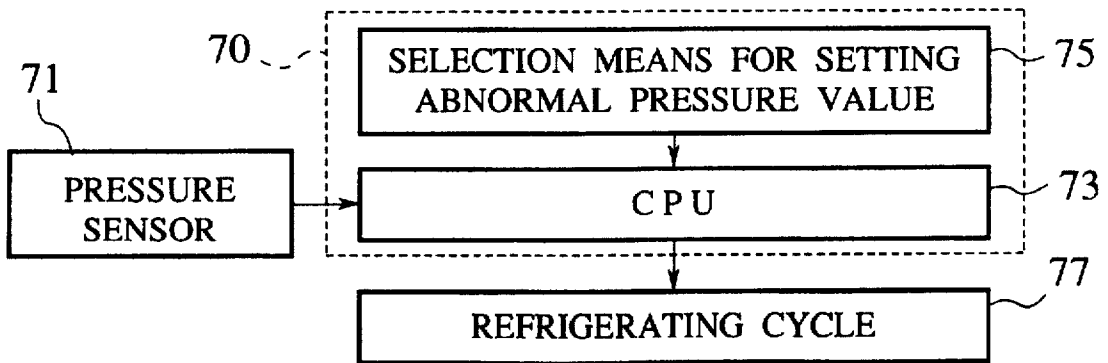 70
SELECTION MEANS FOR SETTING
ABNORMAL PRESSURE VALUE
75
71
PRESSURE
SENSOR
CPU
73
REFRIGERATING CYCLE
77